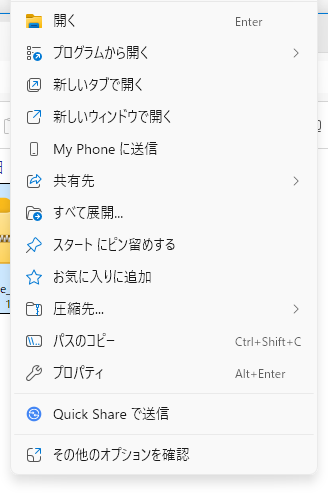 開く Enter
プログラムから開く
新しいタブで開く
新しいウィンドウで開く
My Phone に送信
共有先
すべて展開...
スタート にピン留めする
お気に入りに追加
圧縮先...
パスのコピー Ctrl+Shift+C
プロパティ Alt+Enter
Quick Share で送信
その他のオプションを確認